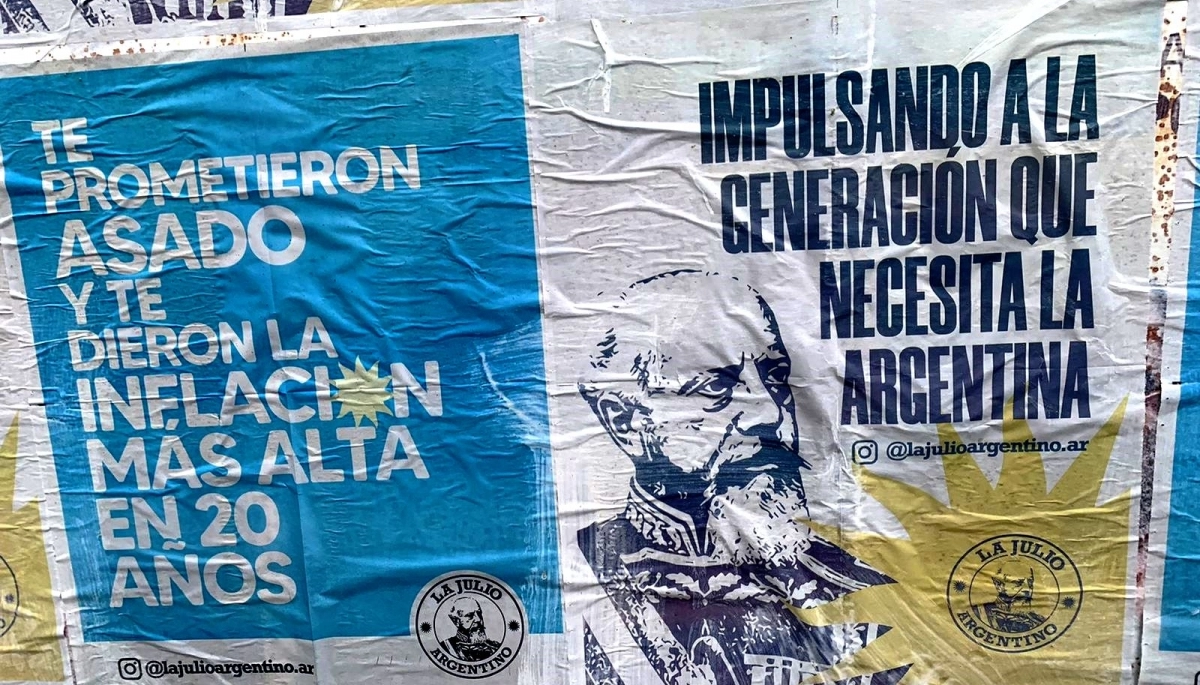 TE
PROMETIERON
ASADO
Y TE
DIERON LA
INFLACIÓN
MÁS ALTA
EN 20
AÑOS
@lajulioargentino.ar
LA JULIO
ARGENTINO
IMPULSANDO A LA
GENERACIÓN QUE
NECESITA LA
ARGENTINA
@lajulioargentino.ar
LA JULIO
ARGENTINO